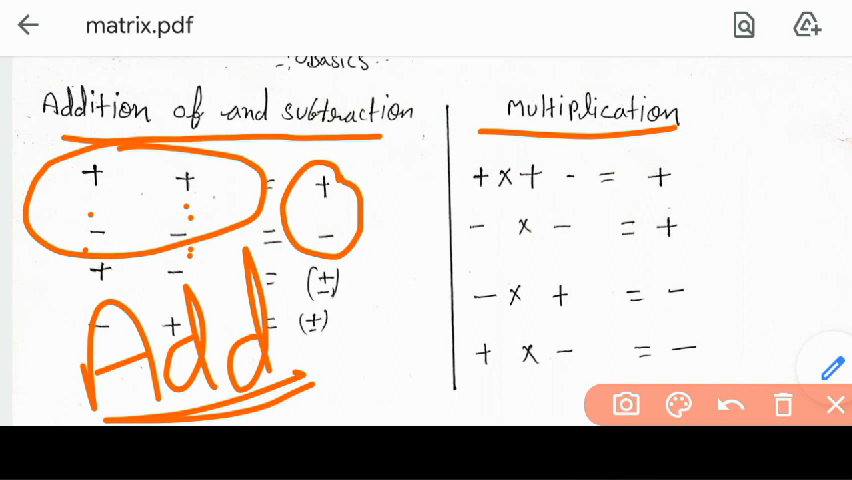 matrix.pdf
-; Basics --
Addition of and subtraction
+ + = +
- - = -
+ - = (±)
- + = (±)
Add
Multiplication
+ x + - = +
- x - = +
- x + = -
+ x - = -